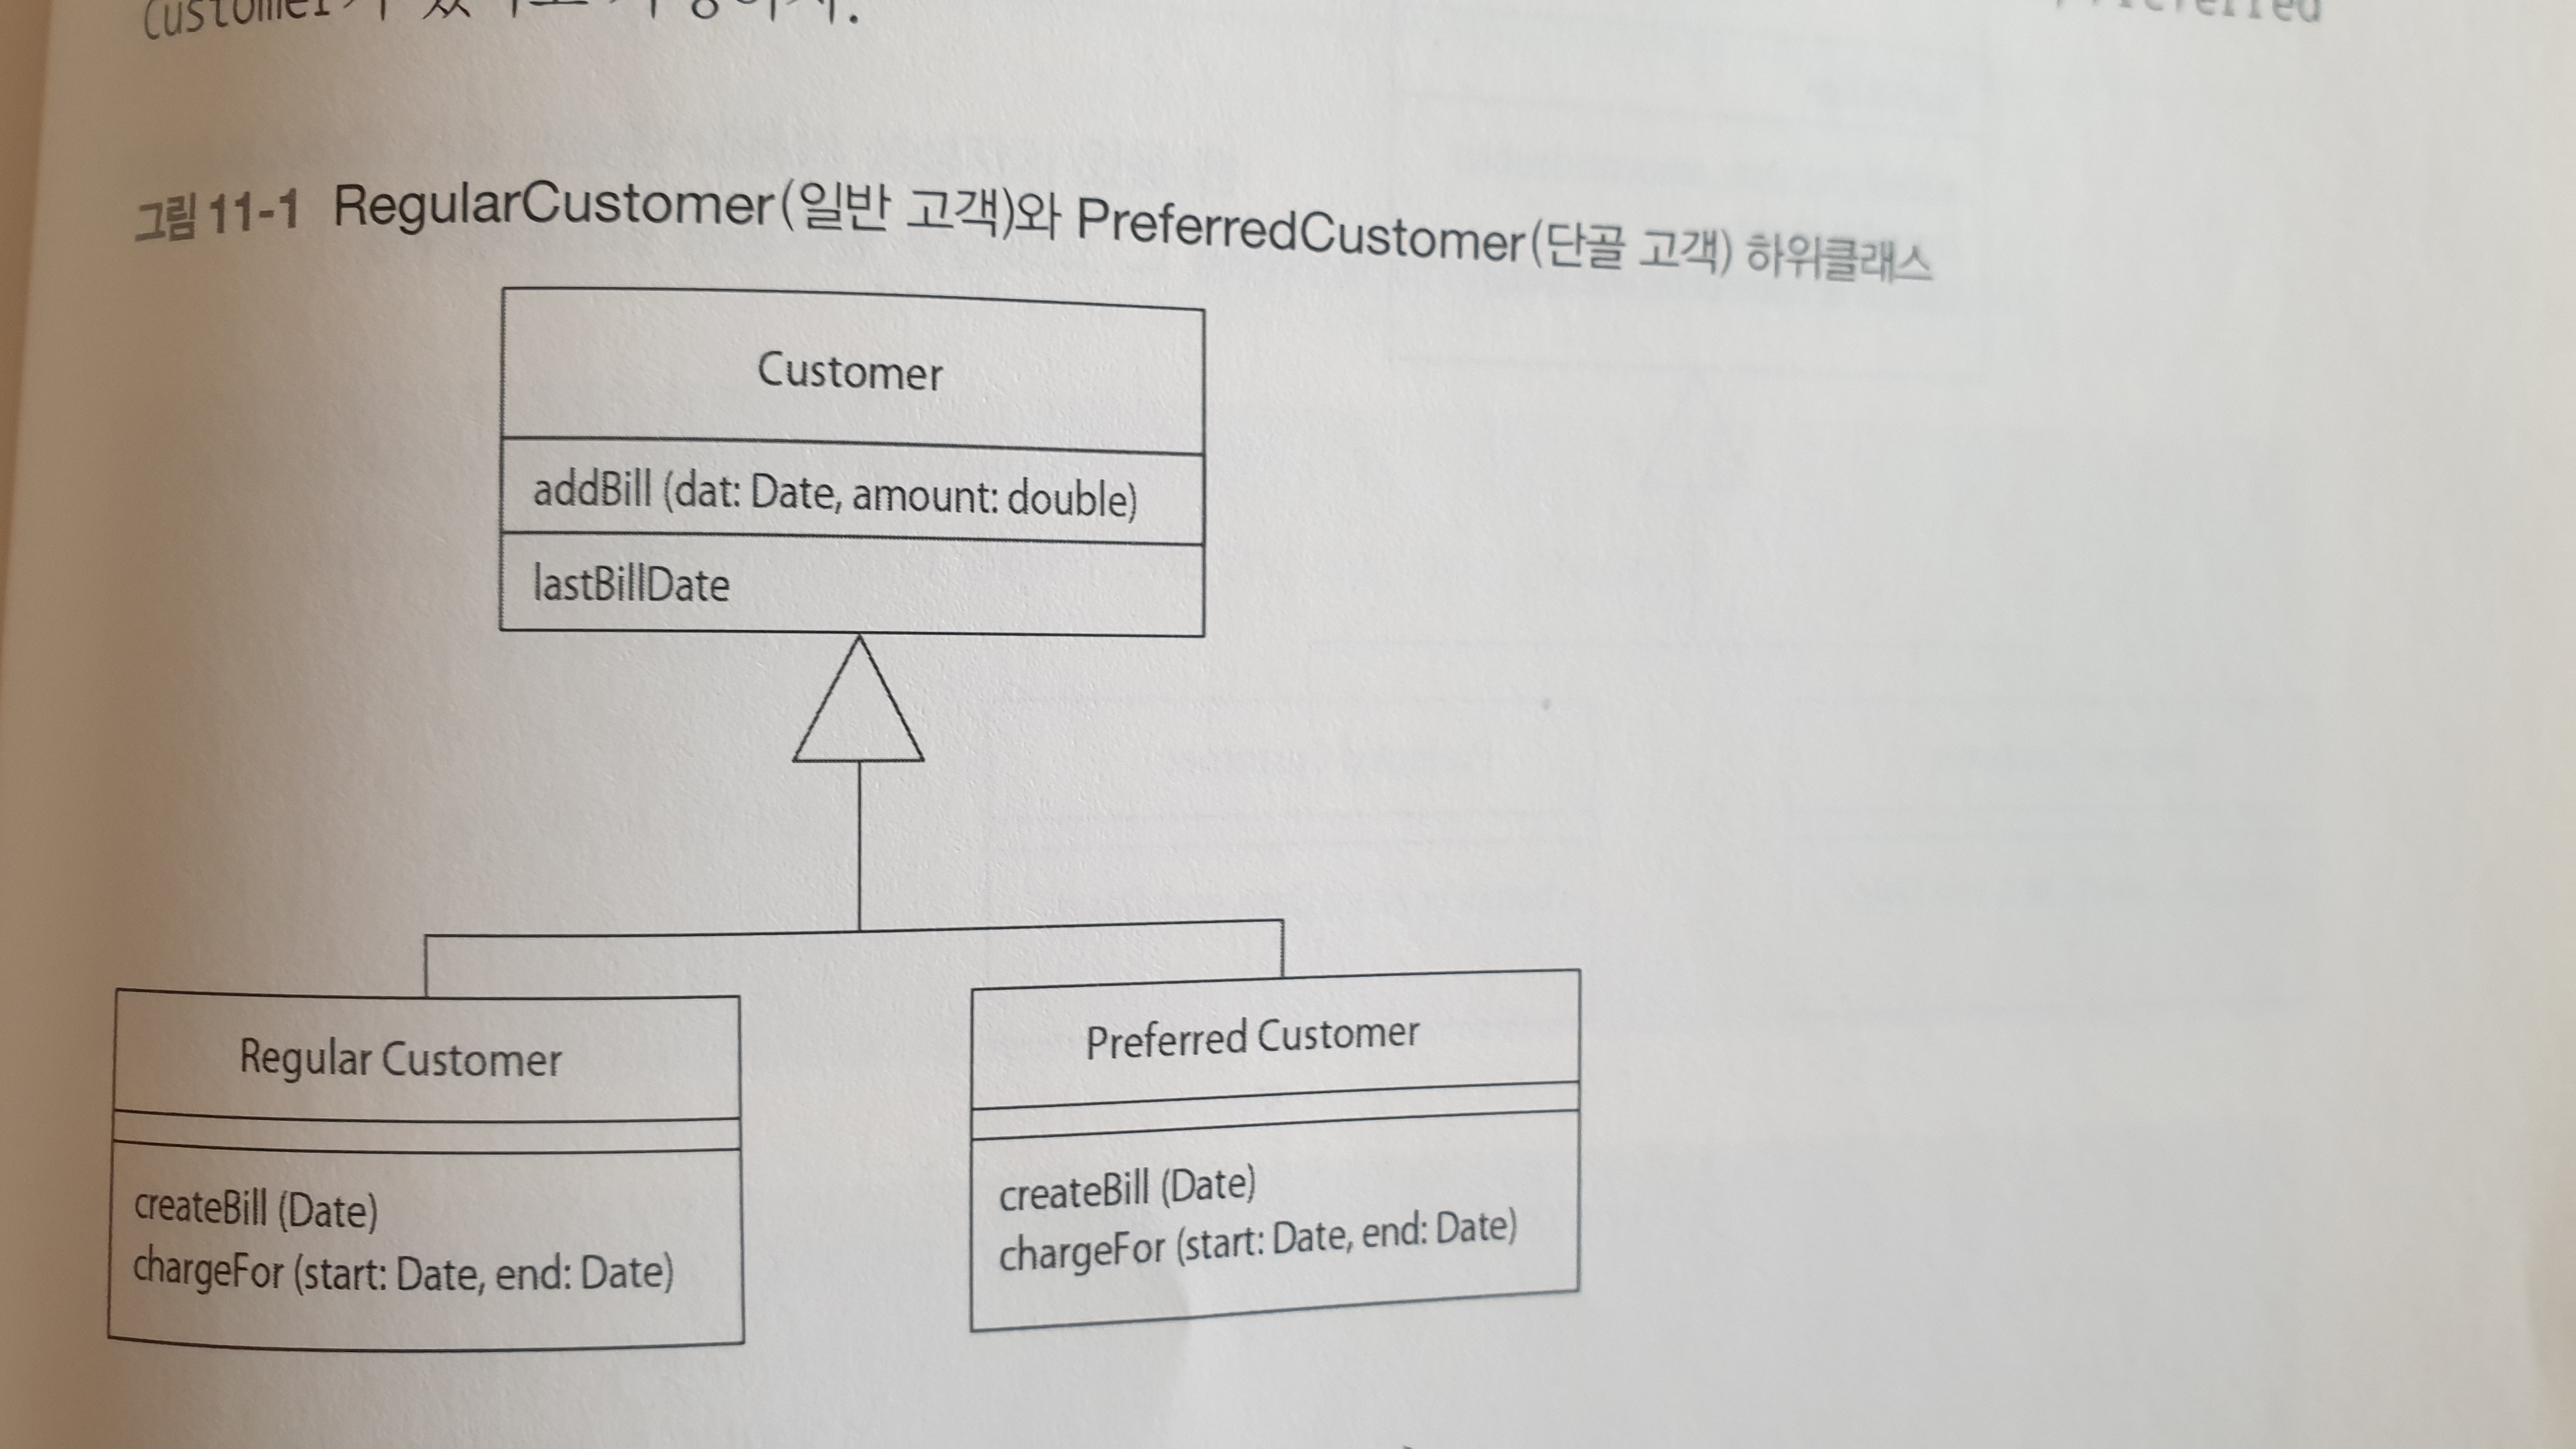 그림 11-1 RegularCustomer(일반 고객)와 PreferredCustomer(단골 고객) 하위클래스
Customer
addBill (dat: Date, amount: double)
lastBillDate
Regular Customer
createBill (Date)
chargeFor (start: Date, end: Date)
Preferred Customer
createBill (Date)
chargeFor (start: Date, end: Date)